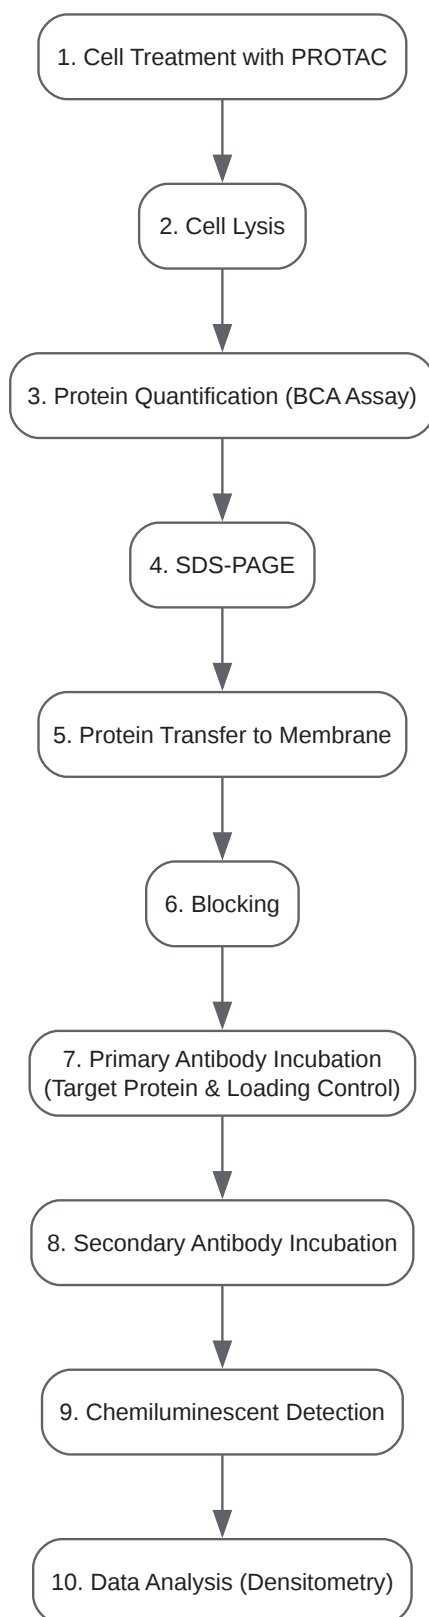 1. Cell Treatment with PROTAC
2. Cell Lysis
3. Protein Quantification (BCA Assay)
4. SDS-PAGE
5. Protein Transfer to Membrane
6. Blocking
7. Primary Antibody Incubation
(Target Protein & Loading Control)
8. Secondary Antibody Incubation
9. Chemiluminescent Detection
10. Data Analysis (Densitometry)